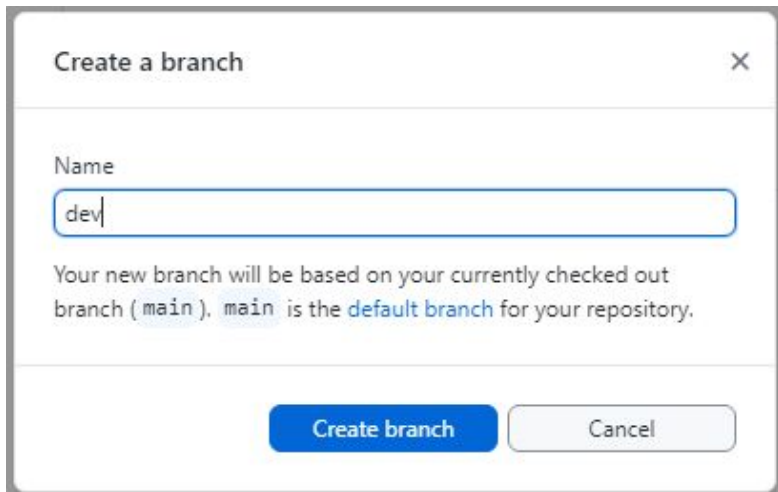 Create a branch
Name
dev
Your new branch will be based on your currently checked out
branch ( main ). main is the default branch for your repository.
Create branch
Cancel